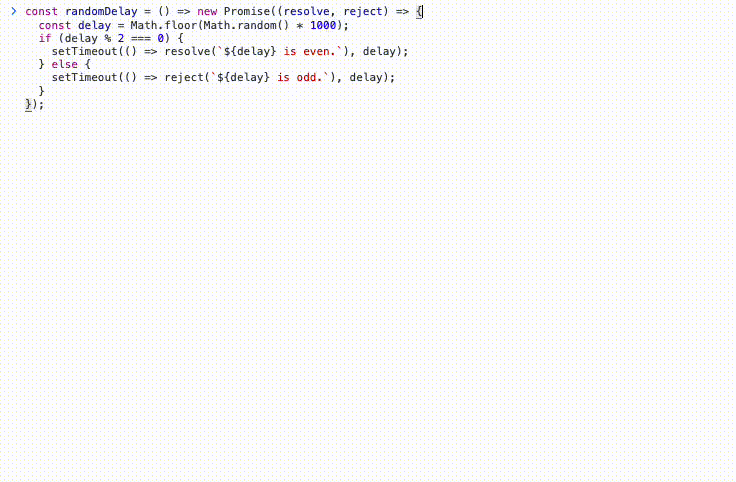 > const randomDelay = () => new Promise((resolve, reject) => {
  const delay = Math.floor(Math.random() * 1000);
  if (delay % 2 === 0) {
    setTimeout(() => resolve(`${delay} is even.`), delay);
  } else {
    setTimeout(() => reject(`${delay} is odd.`), delay);
  }
});